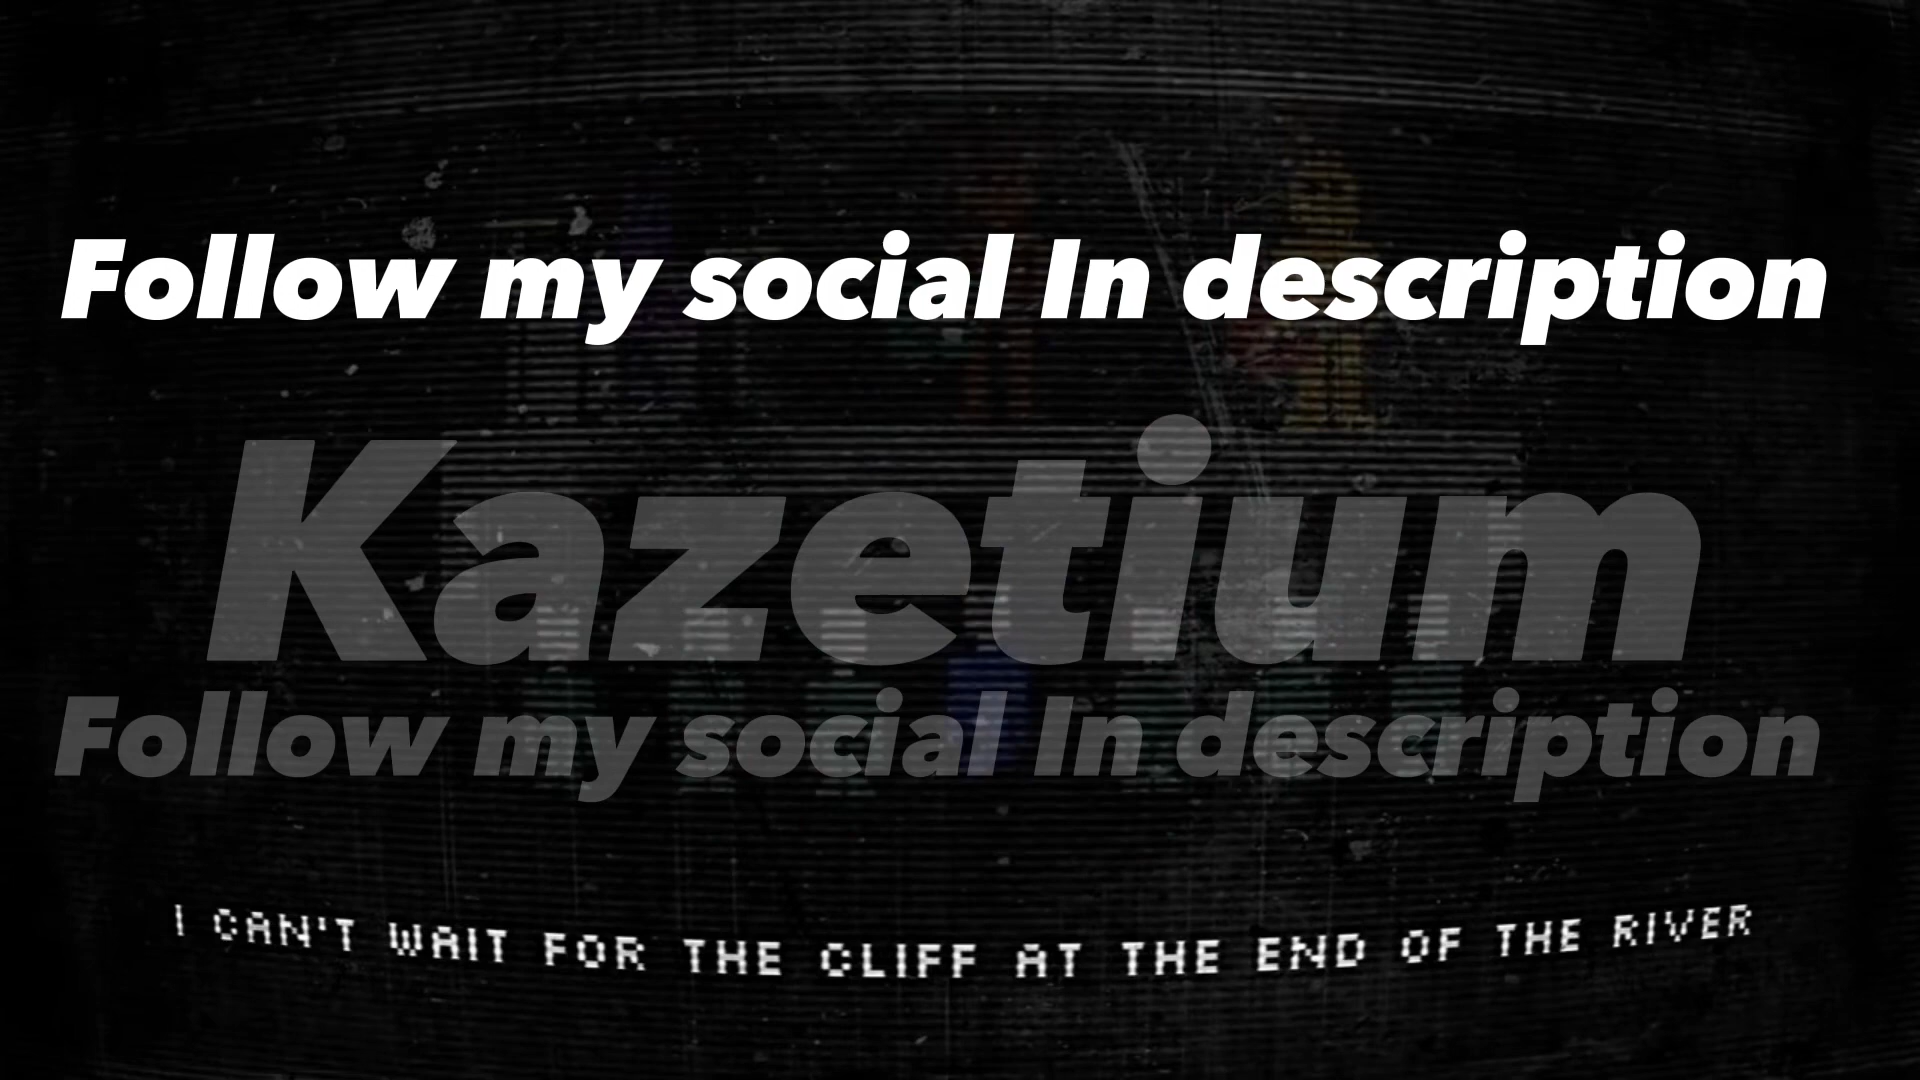 Follow my social In description
Kazetium
Follow my social In description
I CAN'T WAIT FOR THE CLIFF AT THE END OF THE RIVER